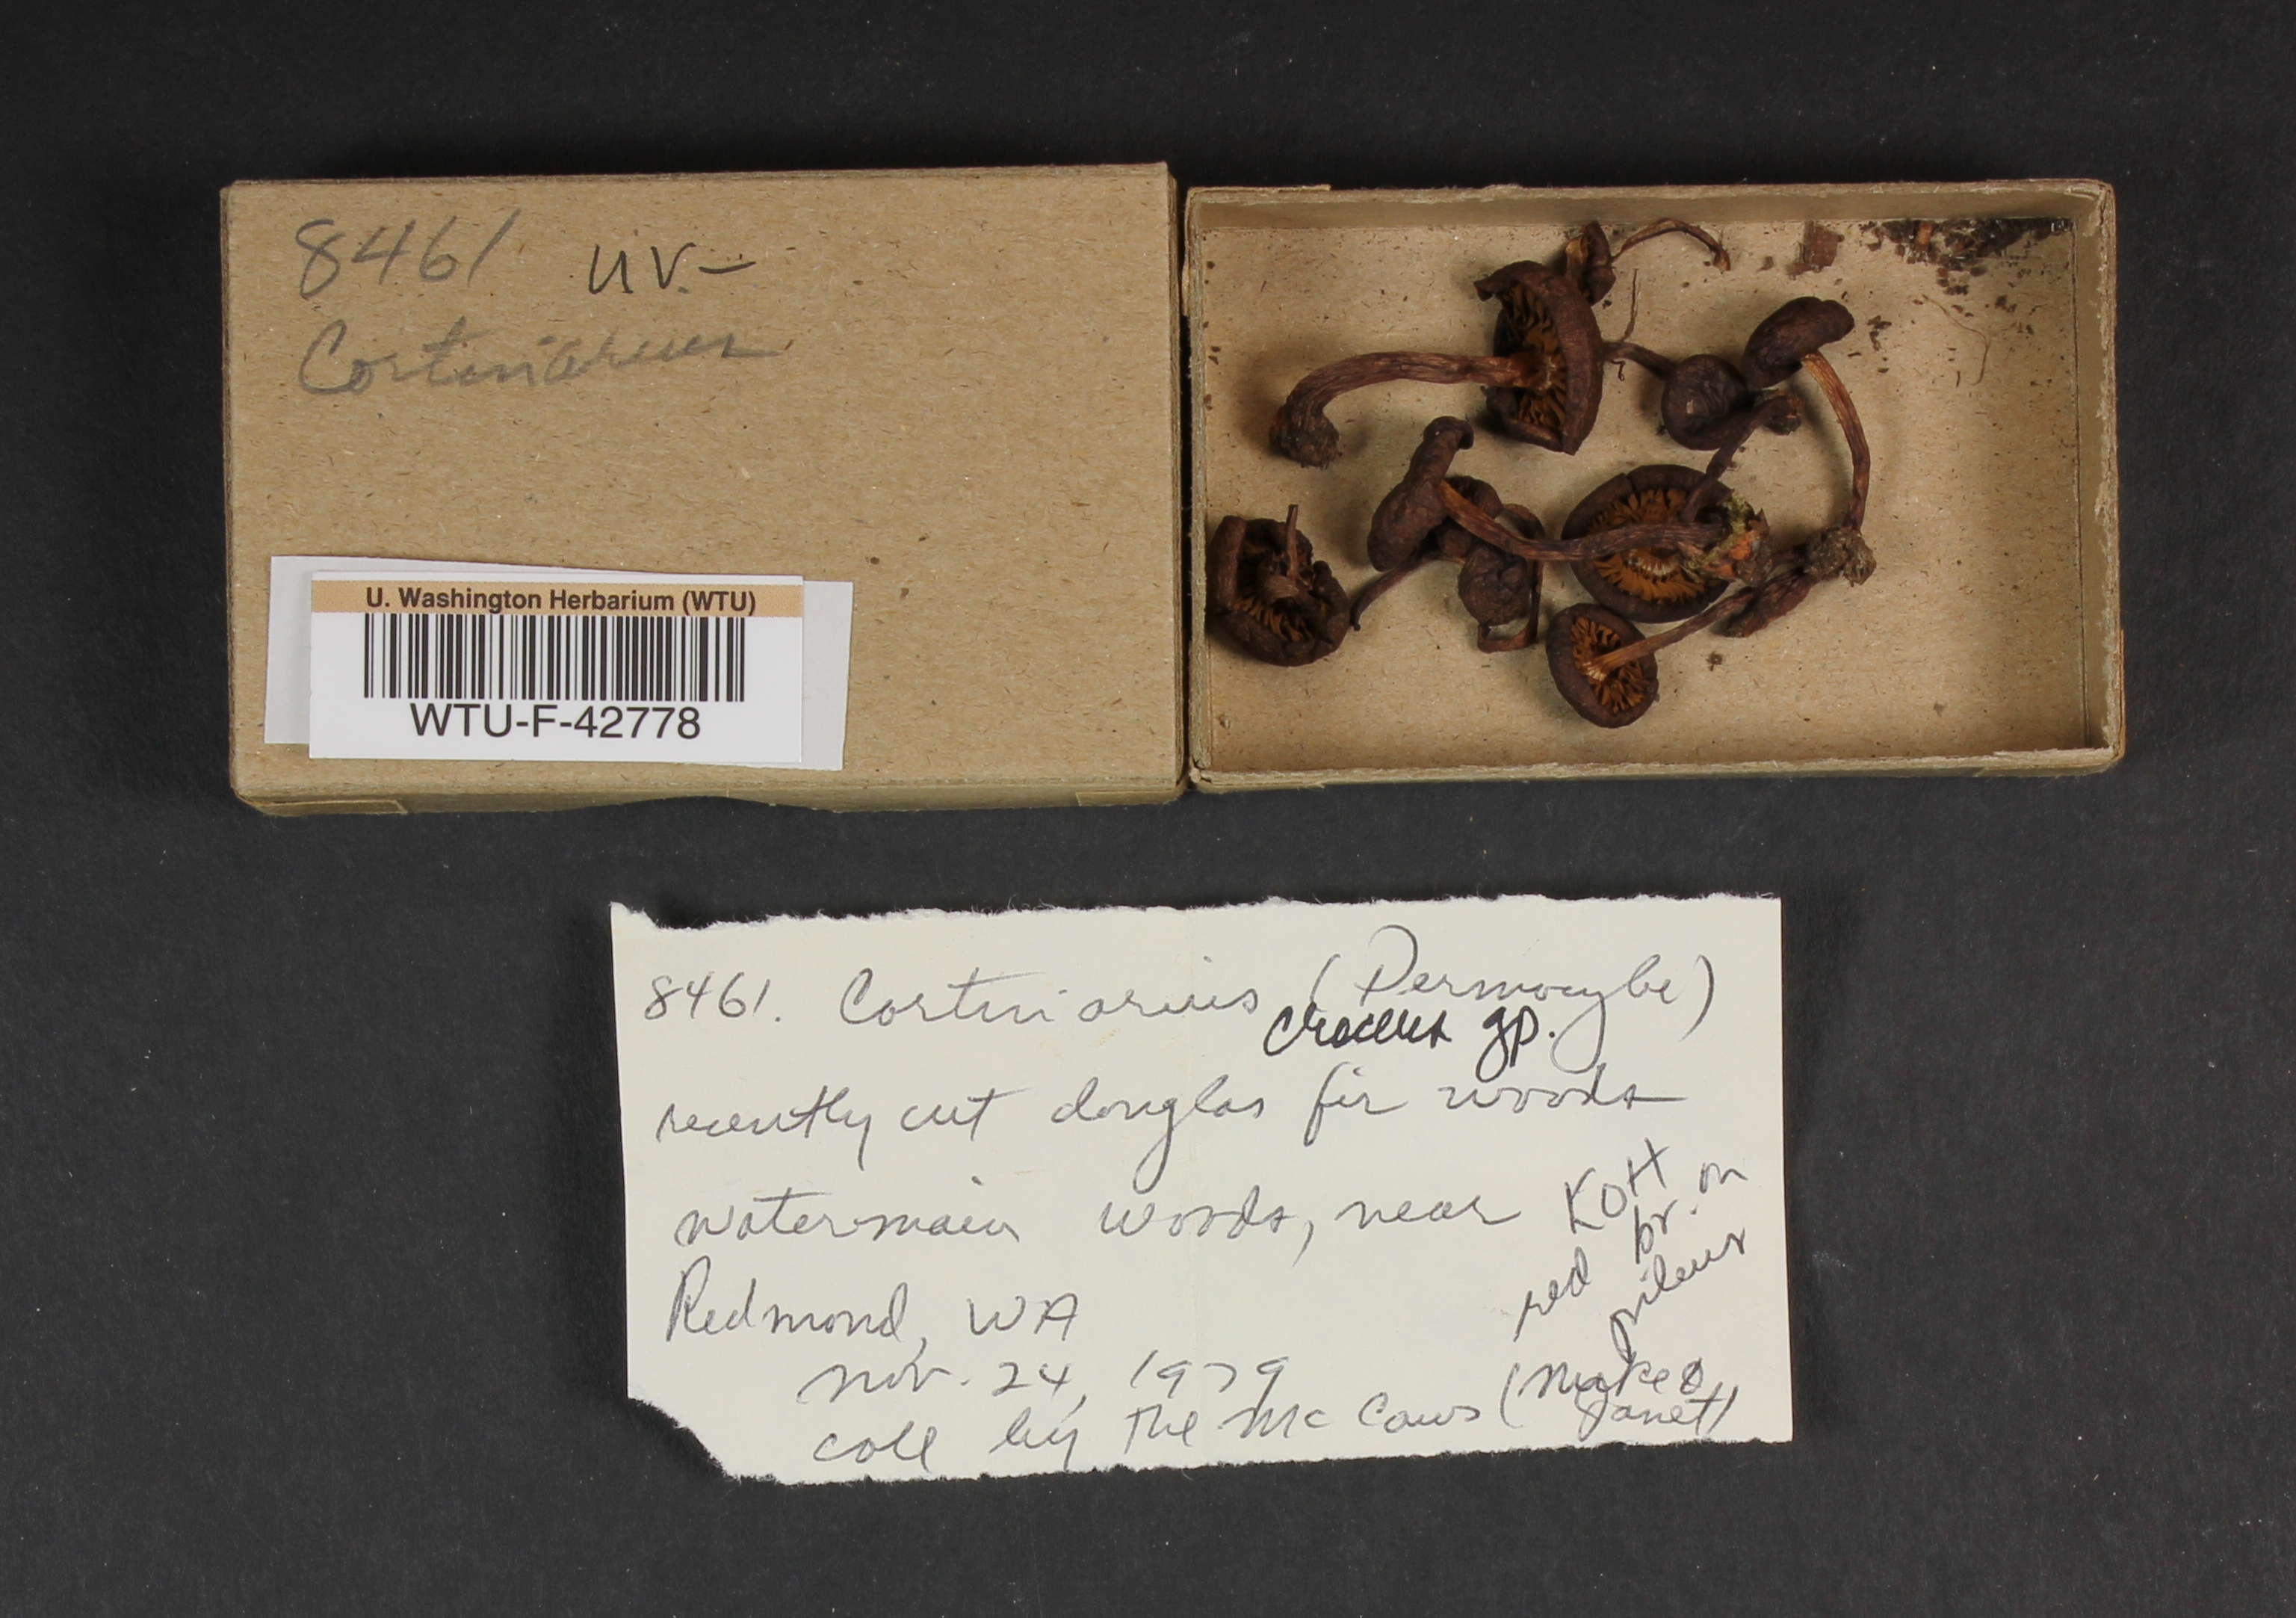 8461 UV-
Cortinarius
U. Washington Herbarium (WTU)
WTU-F-42778
8461. Cortinarius (Dermocybe)
croceus gp.
recently cut douglas fir woods
watermain woods, near
Redmond, WA
KOH
red br. on
pileus
Nov. 24, 1979
coll by the McCaws (Mike &
Janet)